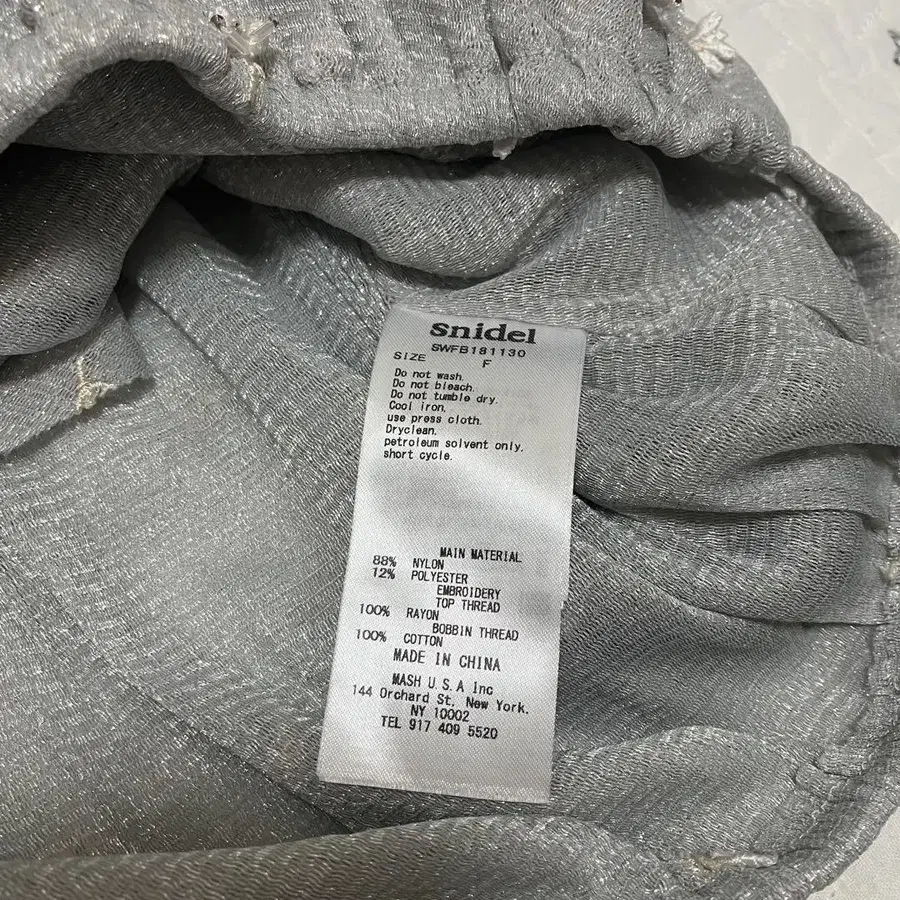 snidel
SWFB181130
SIZE F
Do not wash.
Do not bleach.
Do not tumble dry.
Cool iron.
use press cloth.
Dryclean.
petroleum solvent only.
short cycle.
MAIN MATERIAL
88% NYLON
12% POLYESTER
EMBROIDERY
TOP THREAD
100% RAYON
BOBBIN THREAD
100% COTTON
MADE IN CHINA
MASH U.S.A Inc
144 Orchard St, New York.
NY 10002
TEL 917 409 5520